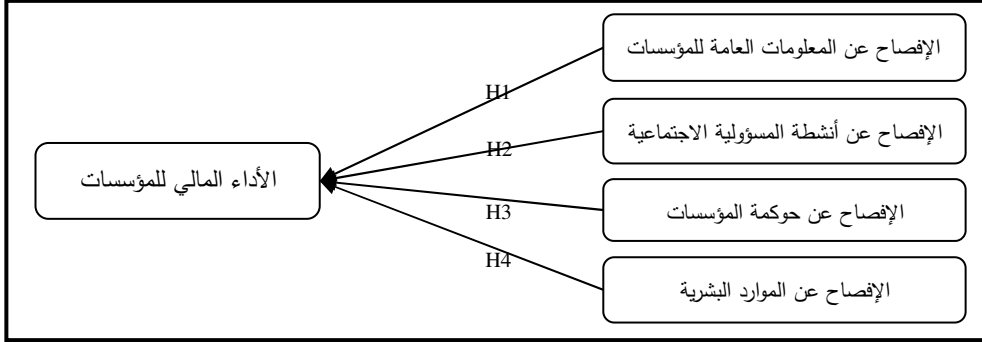 الإفصاح عن المعلومات العامة للمؤسسات
H1
الإفصاح عن أنشطة المسؤولية الاجتماعية
H2
الأداء المالي للمؤسسات
الإفصاح عن حوكمة المؤسسات
H3
H4
الإفصاح عن الموارد البشرية